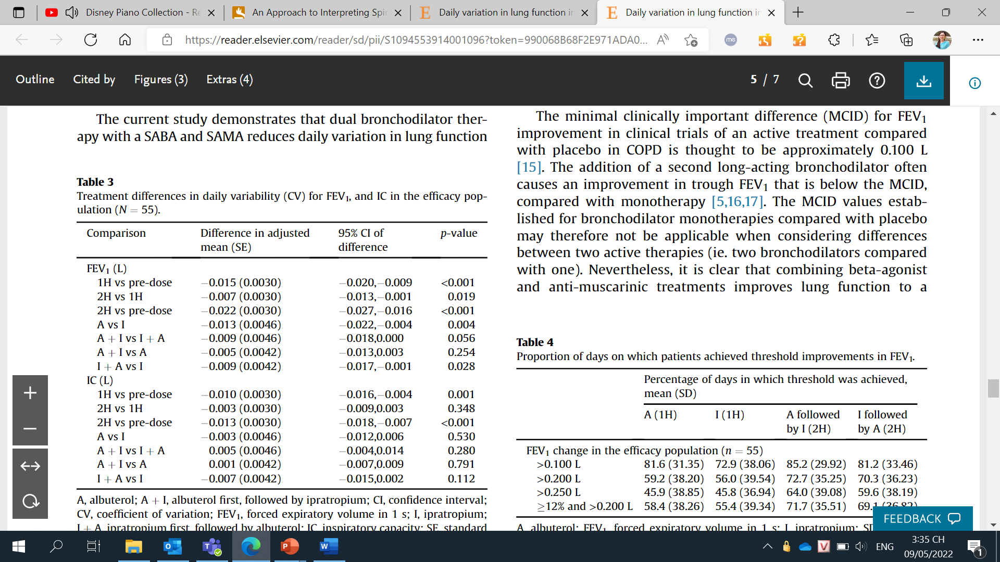 Disney Piano Collection - Re
An Approach to Interpreting Spir
Daily variation in lung function in
Daily variation in lung function in
https://reader.elsevier.com/reader/sd/pii/S1094553914001096?token=990068B68F2E971ADA0...
me
Outline Cited by Figures (3) Extras (4)
5 / 7
The current study demonstrates that dual bronchodilator ther-
apy with a SABA and SAMA reduces daily variation in lung function
Table 3
Treatment differences in daily variability (CV) for FEV₁, and IC in the efficacy pop-
ulation (N = 55).
Comparison Difference in adjusted mean (SE) 95% CI of difference p-value
FEV₁ (L)
1H vs pre-dose −0.015 (0.0030) −0.020,−0.009 <0.001
2H vs 1H −0.007 (0.0030) −0.013,−0.001 0.019
2H vs pre-dose −0.022 (0.0030) −0.027,−0.016 <0.001
A vs I −0.013 (0.0046) −0.022,−0.004 0.004
A + I vs I + A −0.009 (0.0046) −0.018,0.000 0.056
A + I vs A −0.005 (0.0042) −0.013,0.003 0.254
I + A vs I −0.009 (0.0042) −0.017,−0.001 0.028
IC (L)
1H vs pre-dose −0.010 (0.0030) −0.016,−0.004 0.001
2H vs 1H −0.003 (0.0030) −0.009,0.003 0.348
2H vs pre-dose −0.013 (0.0030) −0.018,−0.007 <0.001
A vs I −0.003 (0.0046) −0.012,0.006 0.530
A + I vs I + A 0.005 (0.0046) −0.004,0.014 0.280
A + I vs A 0.001 (0.0042) −0.007,0.009 0.791
I + A vs I −0.007 (0.0042) −0.015,0.002 0.112
A, albuterol; A + I, albuterol first, followed by ipratropium; CI, confidence interval;
CV, coefficient of variation; FEV₁, forced expiratory volume in 1 s; I, ipratropium;
I + A, ipratropium first, followed by albuterol; IC, inspiratory capacity; SE, standard
The minimal clinically important difference (MCID) for FEV₁
improvement in clinical trials of an active treatment compared
with placebo in COPD is thought to be approximately 0.100 L
[15]. The addition of a second long-acting bronchodilator often
causes an improvement in trough FEV₁ that is below the MCID,
compared with monotherapy [5,16,17]. The MCID values estab-
lished for bronchodilator monotherapies compared with placebo
may therefore not be applicable when considering differences
between two active therapies (ie. two bronchodilators compared
with one). Nevertheless, it is clear that combining beta-agonist
and anti-muscarinic treatments improves lung function to a
Table 4
Proportion of days on which patients achieved threshold improvements in FEV₁.
Percentage of days in which threshold was achieved,
mean (SD)
A (1H) I (1H) A followed by I (2H) I followed by A (2H)
FEV₁ change in the efficacy population (n = 55)
>0.100 L 81.6 (31.35) 72.9 (38.06) 85.2 (29.92) 81.2 (33.46)
>0.200 L 59.2 (38.20) 56.0 (39.54) 72.7 (35.25) 70.3 (36.23)
>0.250 L 45.9 (38.85) 45.8 (36.94) 64.0 (39.08) 59.6 (38.19)
≥12% and >0.200 L 58.4 (38.26) 55.4 (39.34) 71.7 (35.51) 69.1 (36.82)
A, albuterol; FEV₁, forced expiratory volume in 1 s; I, ipratropium; SD
FEEDBACK
ENG
3:35 CH
09/05/2022
1